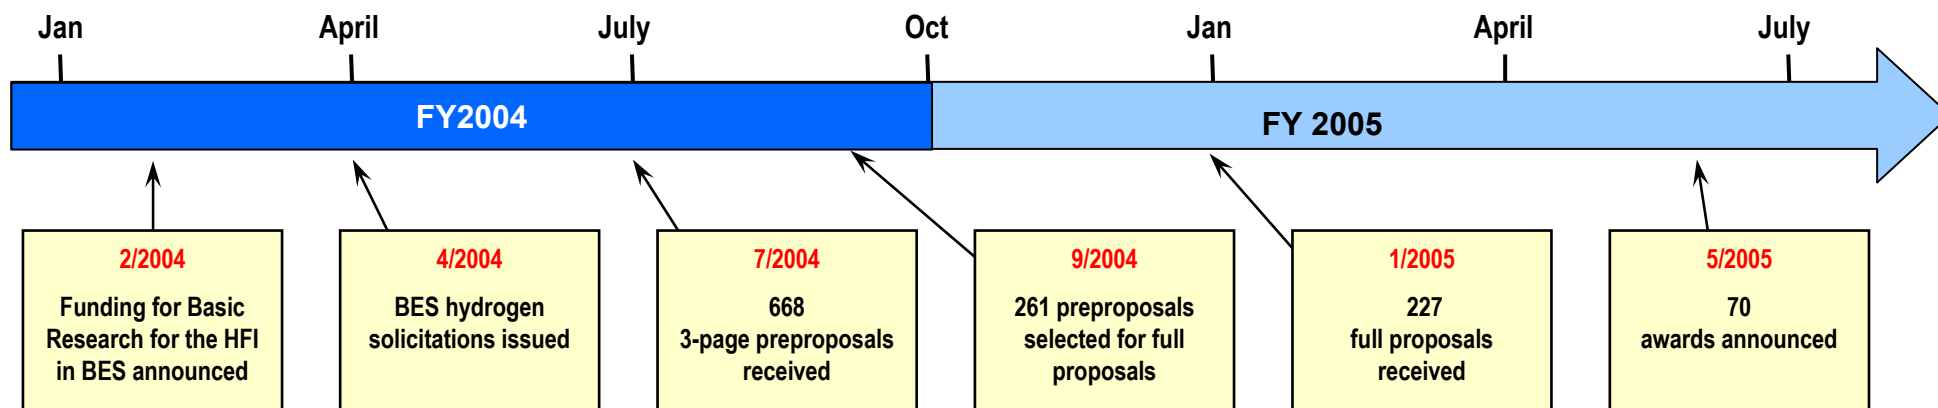 Jan
April
July
Oct
Jan
April
July
FY2004
FY 2005
2/2004
Funding for Basic
Research for the HFI
in BES announced
4/2004
BES hydrogen
solicitations issued
7/2004
668
3-page preproposals
received
9/2004
261 preproposals
selected for full
proposals
1/2005
227
full proposals
received
5/2005
70
awards announced